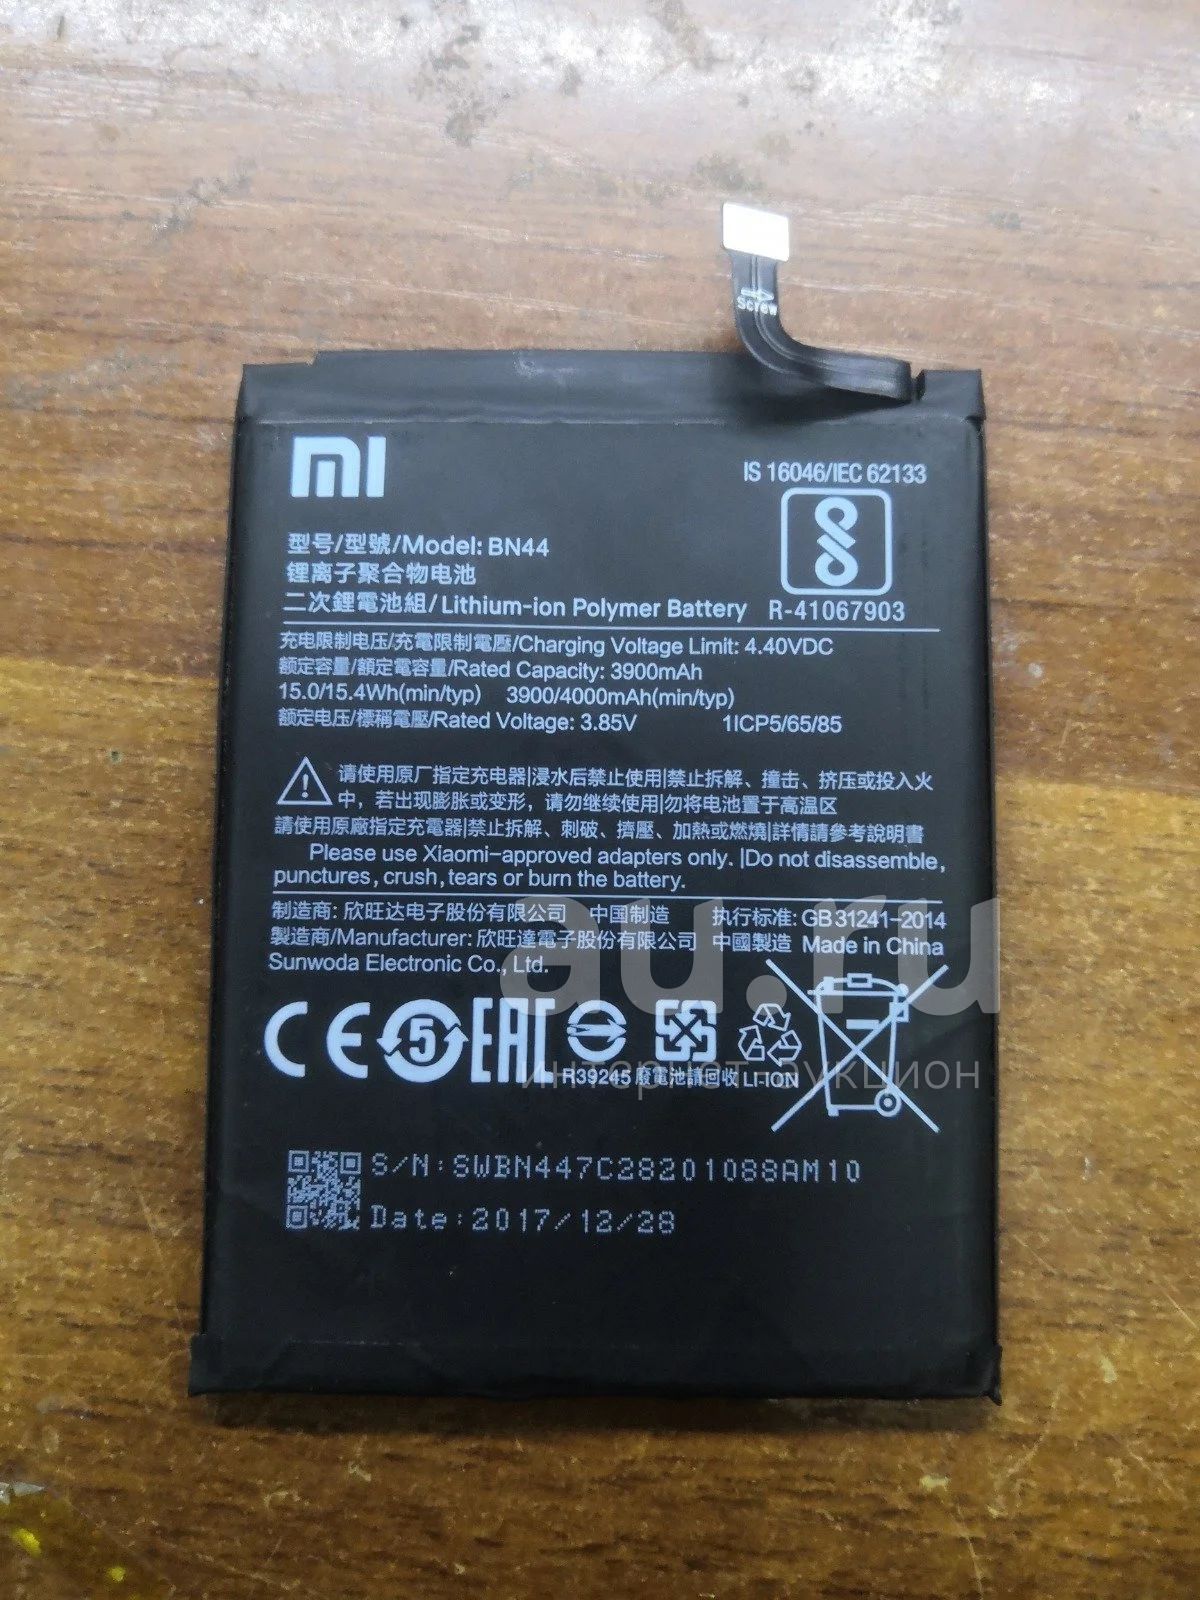 Screw
mi
IS 16046/IEC 62133
R-41067903
型号/型號/Model: BN44
锂离子聚合物电池
二次鋰電池組/Lithium-ion Polymer Battery
充电限制电压/充電限制電壓/Charging Voltage Limit: 4.40VDC
额定容量/額定電容量/Rated Capacity: 3900mAh
15.0/15.4Wh(min/typ) 3900/4000mAh(min/typ)
额定电压/標稱電壓/Rated Voltage: 3.85V 1ICP5/65/85
请使用原厂指定充电器|浸水后禁止使用|禁止拆解、撞击、挤压或投入火
中，若出现膨胀或变形，请勿继续使用|勿将电池置于高温区
請使用原廠指定充電器|禁止拆解、刺破、擠壓、加熱或燃燒|詳情請參考說明書
Please use Xiaomi-approved adapters only. |Do not disassemble,
punctures, crush, tears or burn the battery.
制造商: 欣旺达电子股份有限公司 中国制造 执行标准: GB 31241-2014
製造商/Manufacturer: 欣旺達電子股份有限公司 中國製造 Made in China
Sunwoda Electronic Co., Ltd.
au.ru
интернет-аукцион
CE 5 EAC
R39245 廢電池請回收 LI-ION
S/N:SWBN447C28201088AM10
Date:2017/12/28